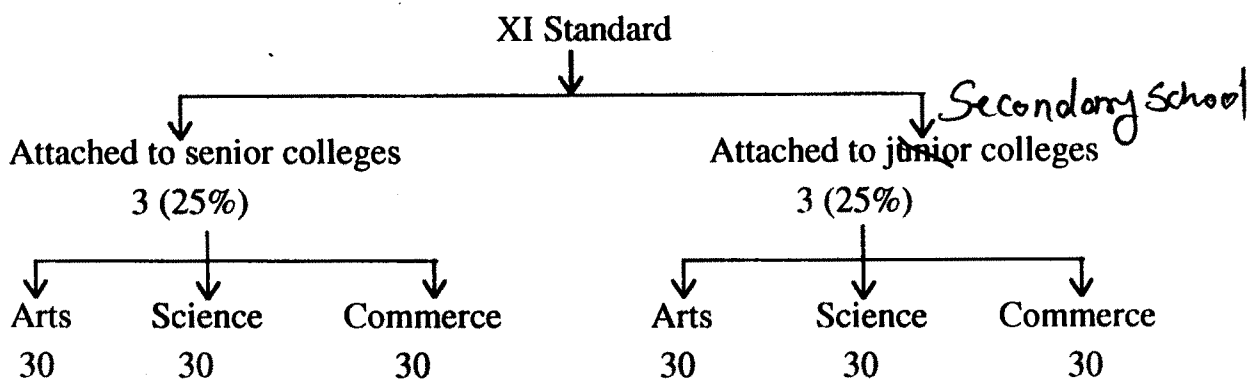 XI Standard
Secondary School
Attached to senior colleges Attached to junior colleges
3 (25%) 3 (25%)
Arts Science Commerce Arts Science Commerce
30 30 30 30 30 30